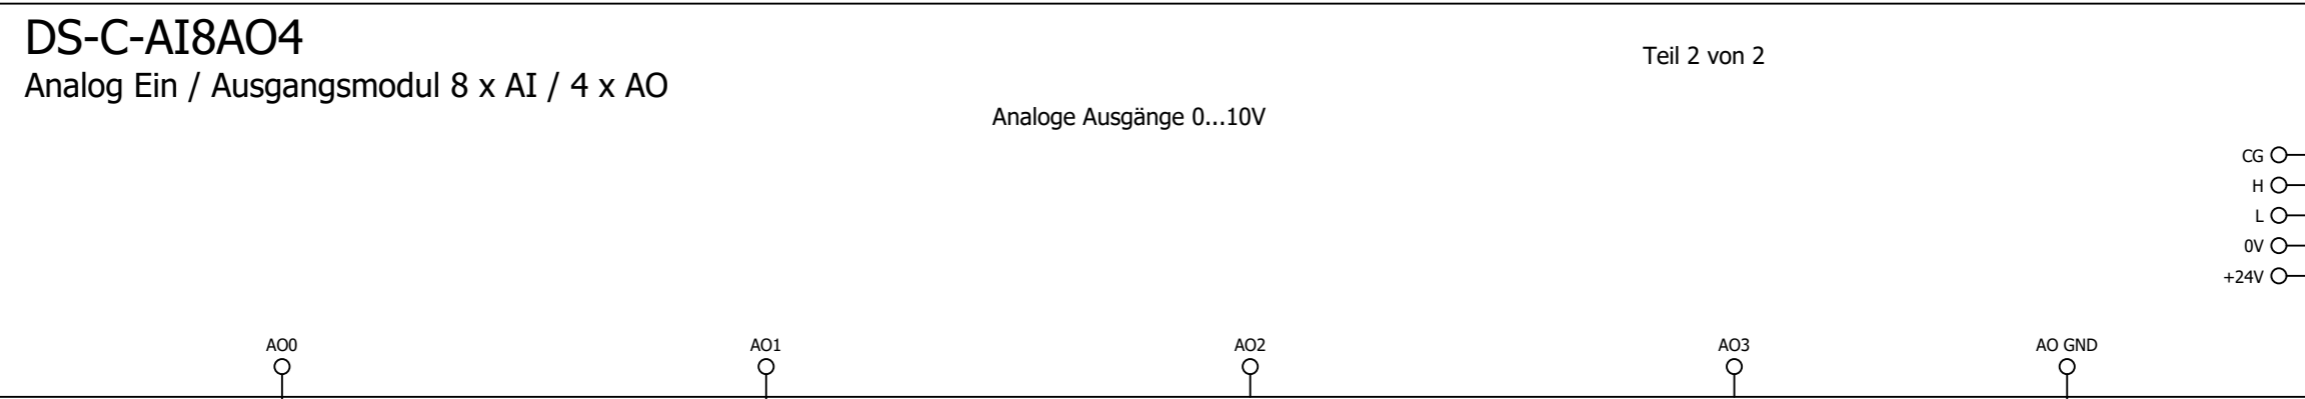 DS-C-AI8AO4
Analog Ein / Ausgangsmodul 8 x AI / 4 x AO
Teil 2 von 2
Analoge Ausgänge 0...10V
CG
H
L
0V
+24V
AO0
AO1
AO2
AO3
AO GND